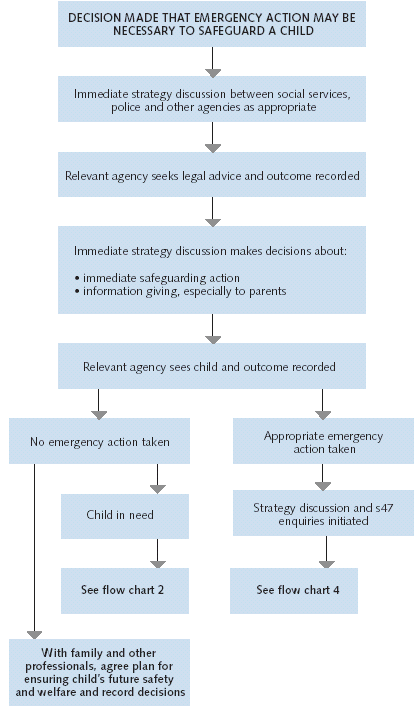 DECISION MADE THAT EMERGENCY ACTION MAY BE
NECESSARY TO SAFEGUARD A CHILD
Immediate strategy discussion between social services,
police and other agencies as appropriate
Relevant agency seeks legal advice and outcome recorded
Immediate strategy discussion makes decisions about:
• immediate safeguarding action
• information giving, especially to parents
Relevant agency sees child and outcome recorded
No emergency action taken
Appropriate emergency
action taken
Child in need
Strategy discussion and s47
enquiries initiated
See flow chart 2
See flow chart 4
With family and other
professionals, agree plan for
ensuring child's future safety
and welfare and record decisions